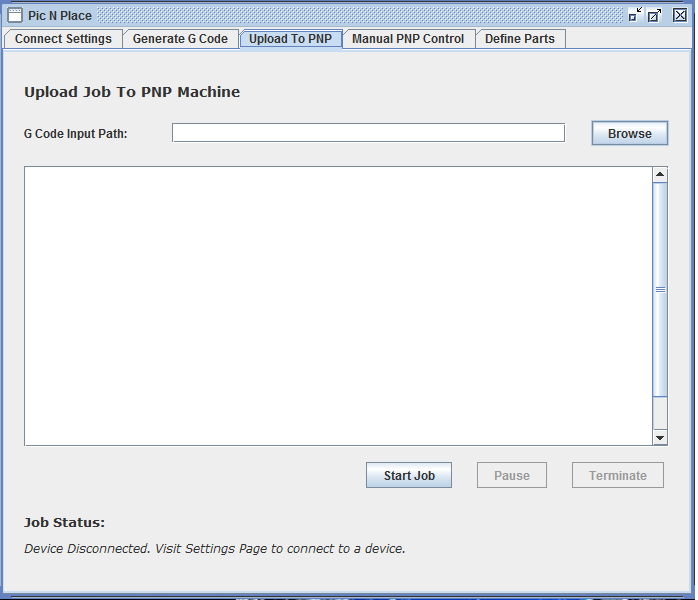 Pic N Place
Connect Settings Generate G Code Upload To PNP Manual PNP Control Define Parts
Upload Job To PNP Machine
G Code Input Path: Browse
Start Job Pause Terminate
Job Status:
Device Disconnected. Visit Settings Page to connect to a device.